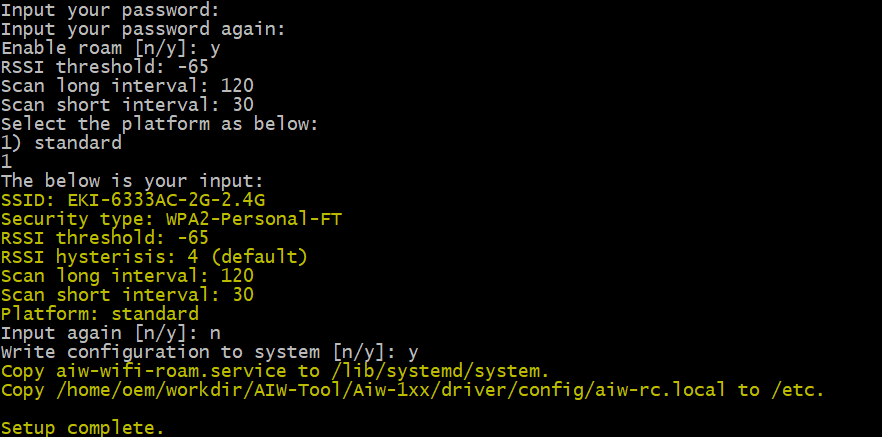 Input your password:
Input your password again:
Enable roam [n/y]: y
RSSI threshold: -65
Scan long interval: 120
Scan short interval: 30
Select the platform as below:
1) standard
1
The below is your input:
SSID: EKI-6333AC-2G-2.4G
Security type: WPA2-Personal-FT
RSSI threshold: -65
RSSI hysterisis: 4 (default)
Scan long interval: 120
Scan short interval: 30
Platform: standard
Input again [n/y]: n
Write configuration to system [n/y]: y
Copy aiw-wifi-roam.service to /lib/systemd/system.
Copy /home/oem/workdir/AIW-Tool/Aiw-1xx/driver/config/aiw-rc.local to /etc.
Setup complete.